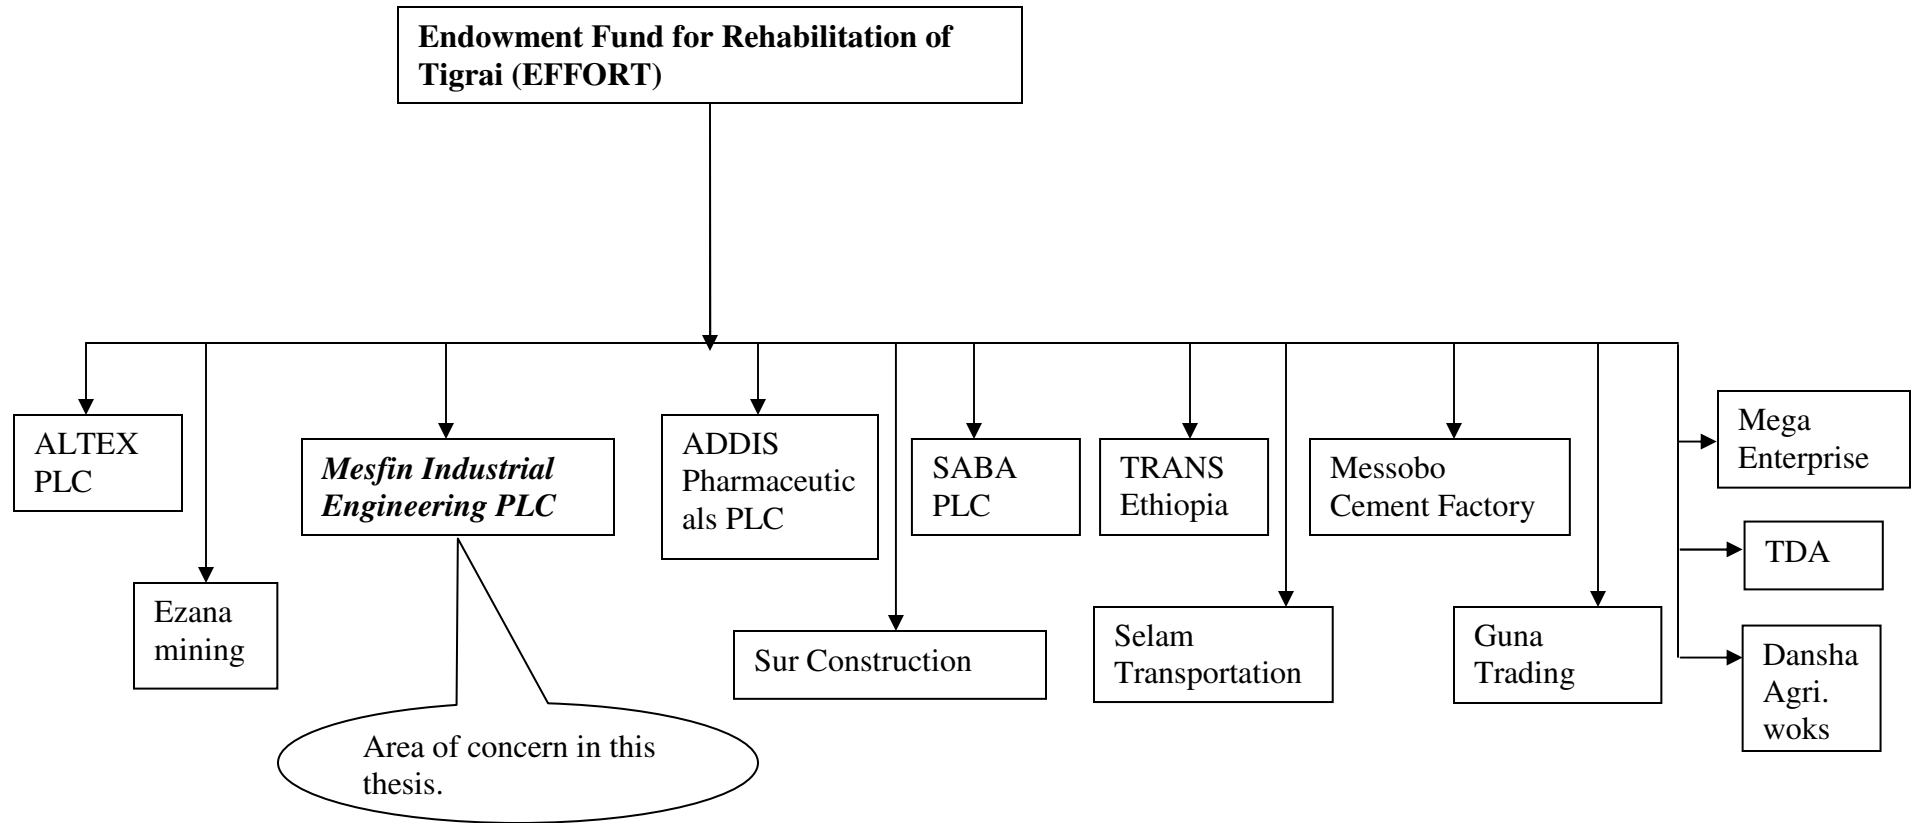 Endowment Fund for Rehabilitation of
Tigrai (EFFORT)
ALTEX
PLC
Ezana
mining
Mesfin Industrial
Engineering PLC
Area of concern in this
thesis.
ADDIS
Pharmaceutic
als PLC
Sur Construction
SABA
PLC
TRANS
Ethiopia
Selam
Transportation
Messobo
Cement Factory
Guna
Trading
Mega
Enterprise
TDA
Dansha
Agri.
woks